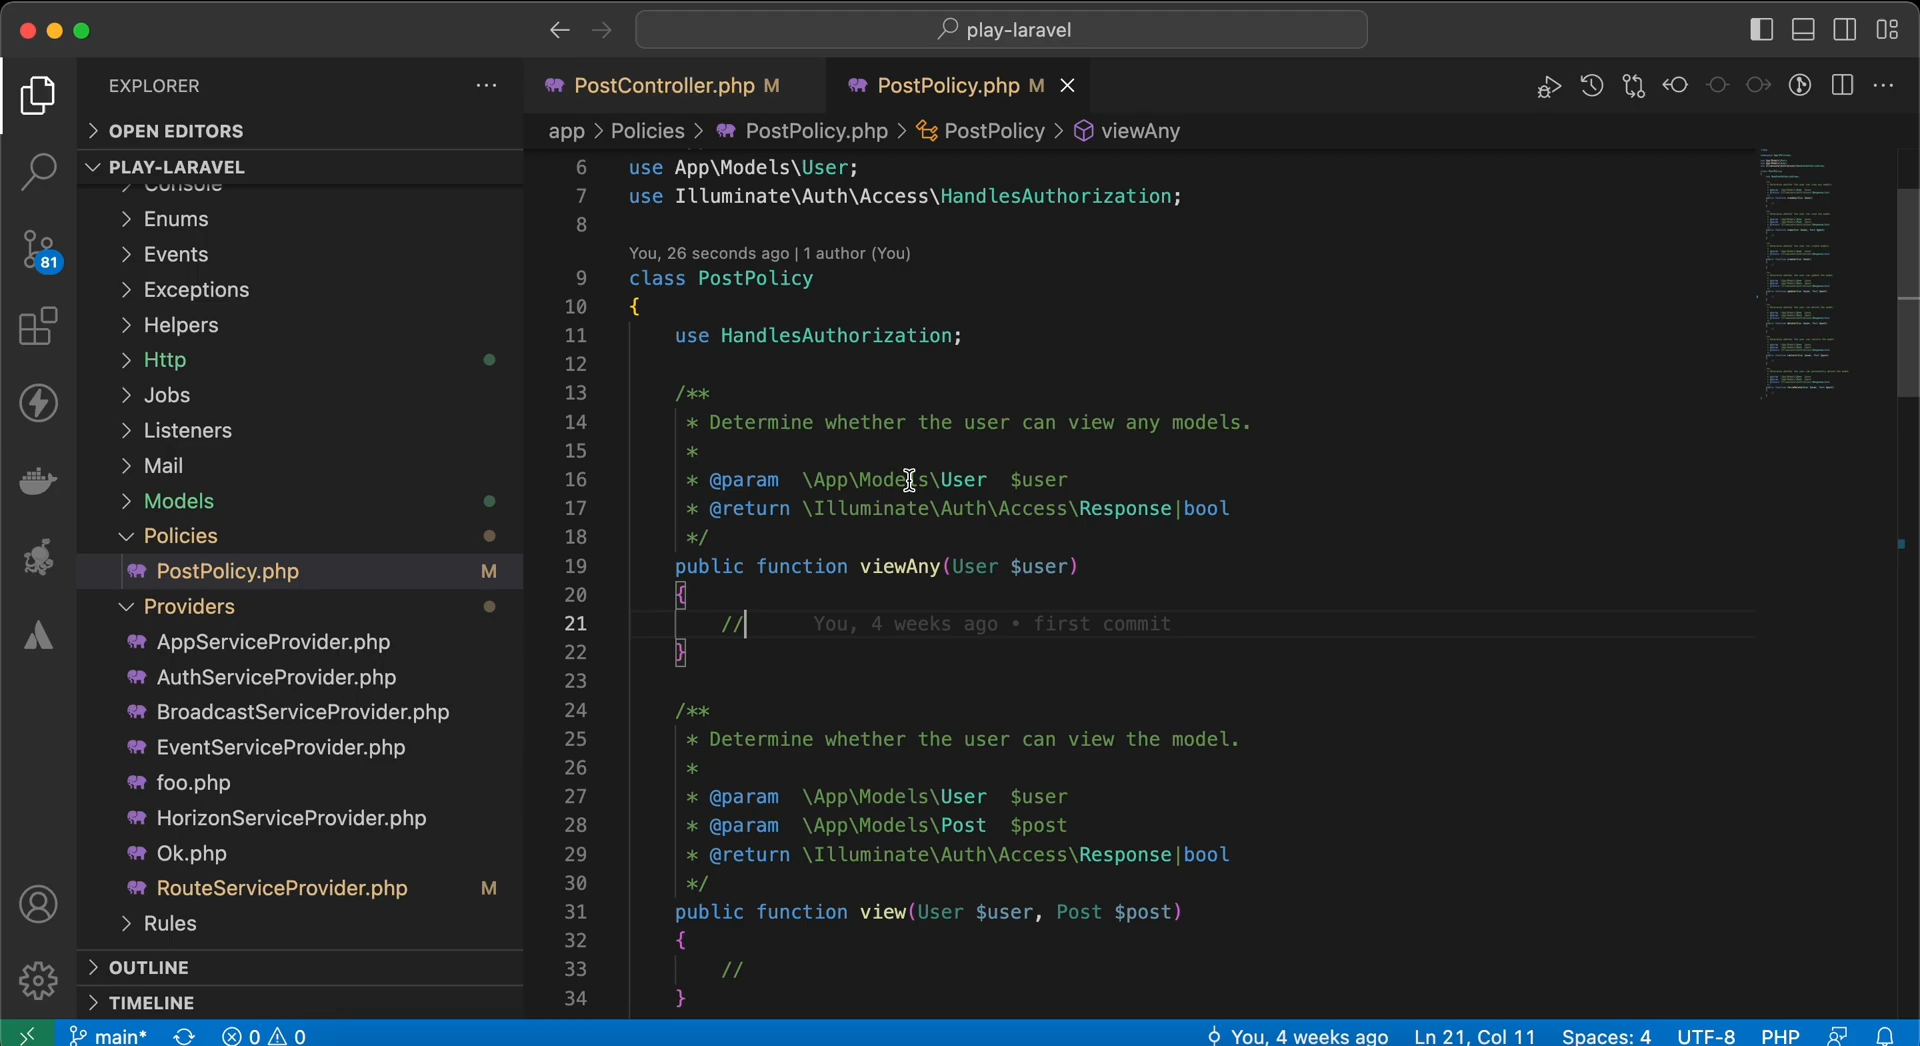 play-laravel
EXPLORER
OPEN EDITORS
PLAY-LARAVEL
Console
Enums
Events
Exceptions
Helpers
Http
Jobs
Listeners
Mail
Models
Policies
PostPolicy.php M
Providers
AppServiceProvider.php
AuthServiceProvider.php
BroadcastServiceProvider.php
EventServiceProvider.php
foo.php
HorizonServiceProvider.php
Ok.php
RouteServiceProvider.php M
Rules
OUTLINE
TIMELINE
81
PostController.php M
PostPolicy.php M
app > Policies > PostPolicy.php > PostPolicy > viewAny
6 use App\Models\User;
7 use Illuminate\Auth\Access\HandlesAuthorization;
8
You, 26 seconds ago | 1 author (You)
9 class PostPolicy
10 {
11 use HandlesAuthorization;
12
13 /**
14 * Determine whether the user can view any models.
15 *
16 * @param \App\Models\User $user
17 * @return \Illuminate\Auth\Access\Response|bool
18 */
19 public function viewAny(User $user)
20 {
21 // You, 4 weeks ago • first commit
22 }
23
24 /**
25 * Determine whether the user can view the model.
26 *
27 * @param \App\Models\User $user
28 * @param \App\Models\Post $post
29 * @return \Illuminate\Auth\Access\Response|bool
30 */
31 public function view(User $user, Post $post)
32 {
33 //
34 }
main* 0 0 You, 4 weeks ago Ln 21, Col 11 Spaces: 4 UTF-8 PHP